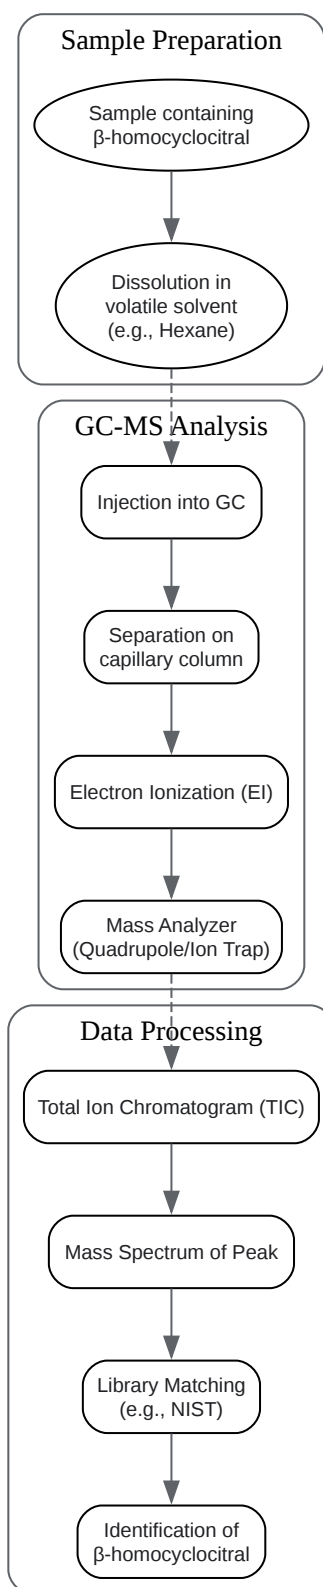 Sample Preparation
Sample containing
β-homocyclocitral
Dissolution in
volatile solvent
(e.g., Hexane)
GC-MS Analysis
Injection into GC
Separation on
capillary column
Electron Ionization (EI)
Mass Analyzer
(Quadrupole/Ion Trap)
Data Processing
Total Ion Chromatogram (TIC)
Mass Spectrum of Peak
Library Matching
(e.g., NIST)
Identification of
β-homocyclocitral